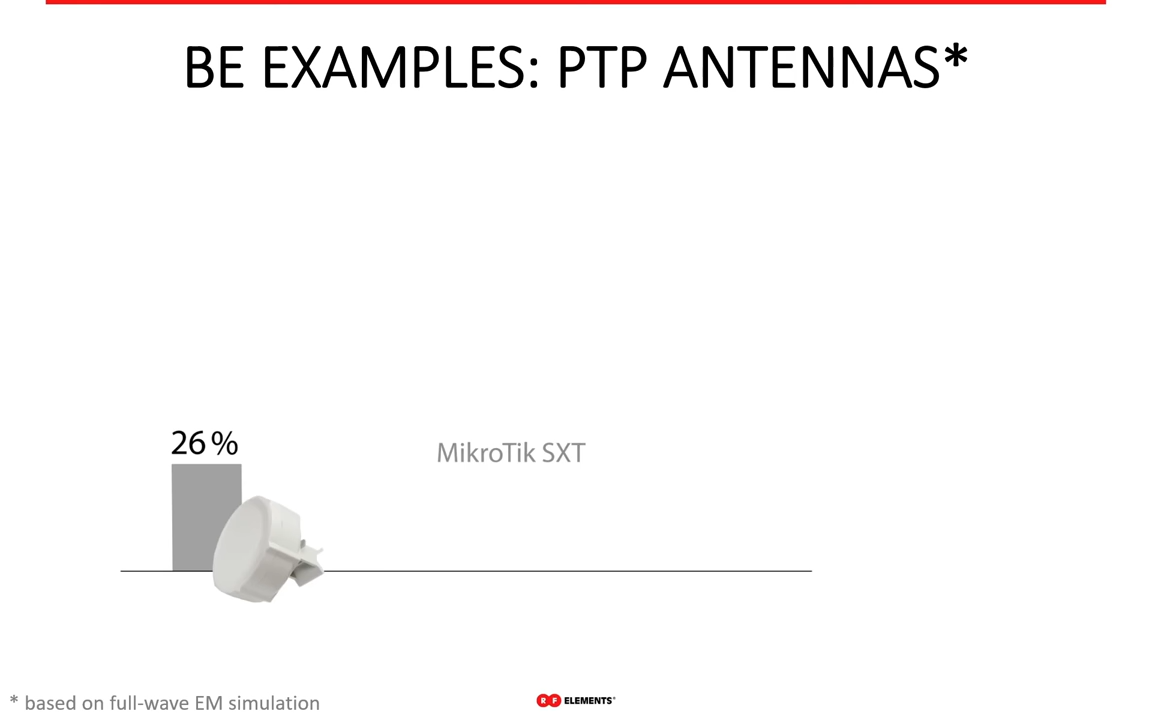 BE EXAMPLES: PTP ANTENNAS*
26 %
MikroTik SXT
* based on full-wave EM simulation
RF ELEMENTS®